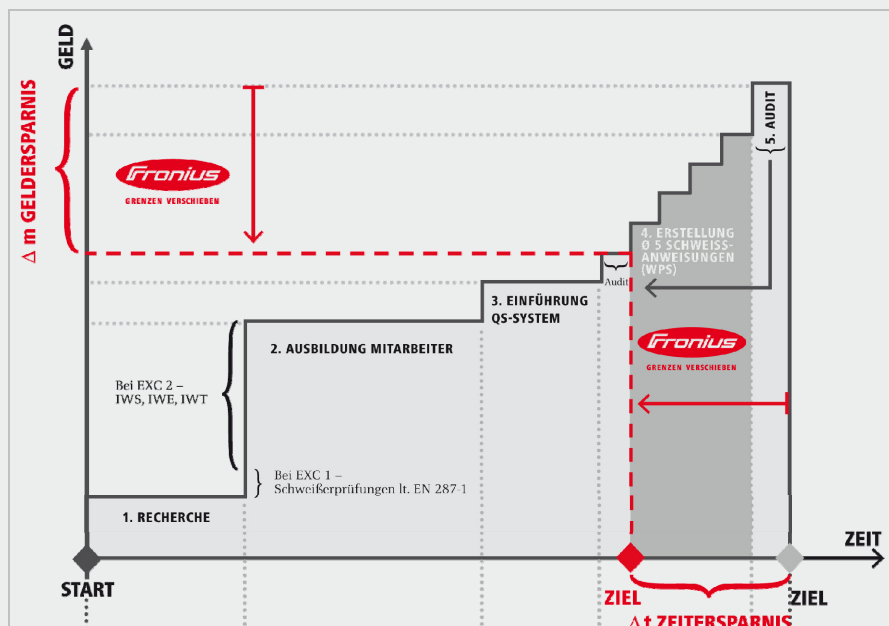 GELD
Δ m GELDERSPARNIS
Fronius
GRENZEN VERSCHIEBEN
5. AUDIT
4. ERSTELLUNG
Ø 5 SCHWEISS-
ANWEISUNGEN
(WPS)
Audit
3. EINFÜHRUNG
QS-SYSTEM
Fronius
GRENZEN VERSCHIEBEN
2. AUSBILDUNG MITARBEITER
Bei EXC 2 –
IWS, IWE, IWT
Bei EXC 1 –
Schweißerprüfungen lt. EN 287-1
1. RECHERCHE
ZEIT
START
ZIEL
ZIEL
Δ t ZEITERSPARNIS